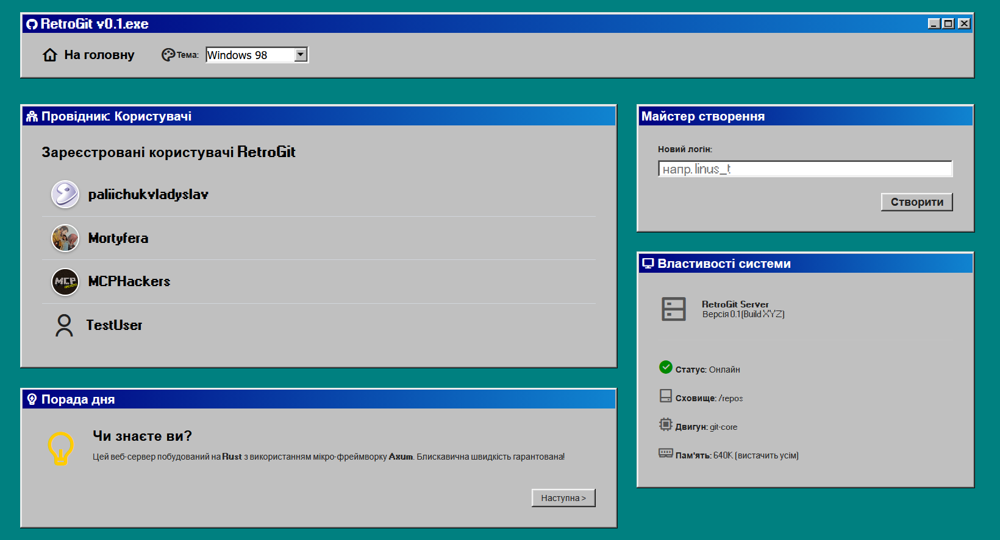 RetroGit v0.1.exe
На головну
Тема:
Windows 98
Провідник: Користувачі
Зареєстровані користувачі RetroGit
paliichukvladyslav
Mortyfera
MCP
MCPHackers
TestUser
Порада дня
Чи знаєте ви?
Цей веб-сервер побудований на Rust з використанням мікро-фреймворку Axum. Блискавична швидкість гарантована!
Наступна >
Майстер створення
Новий логін:
напр. linus_t
Створити
Властивості системи
RetroGit Server
Версія 0.1 (Build XYZ)
Статус: Онлайн
Сховище: /repos
Двигун: git-core
Пам'ять: 640K (вистачить усім)